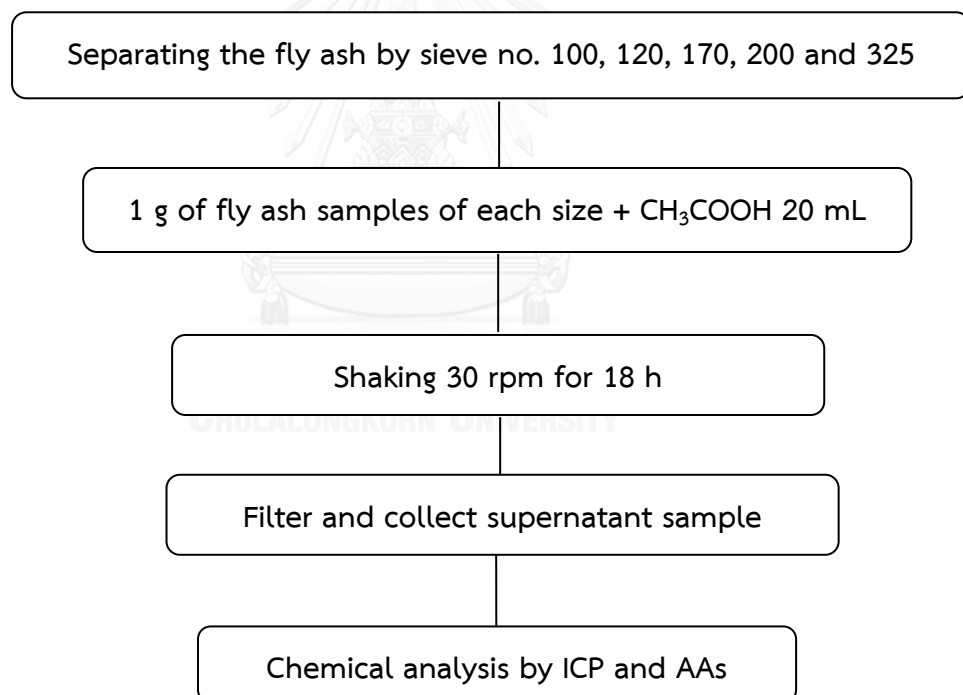 Separating the fly ash by sieve no. 100, 120, 170, 200 and 325
1 g of fly ash samples of each size + CH₃COOH 20 mL
Shaking 30 rpm for 18 h
CHULALONGKORN UNIVERSITY
Filter and collect supernatant sample
Chemical analysis by ICP and AAs